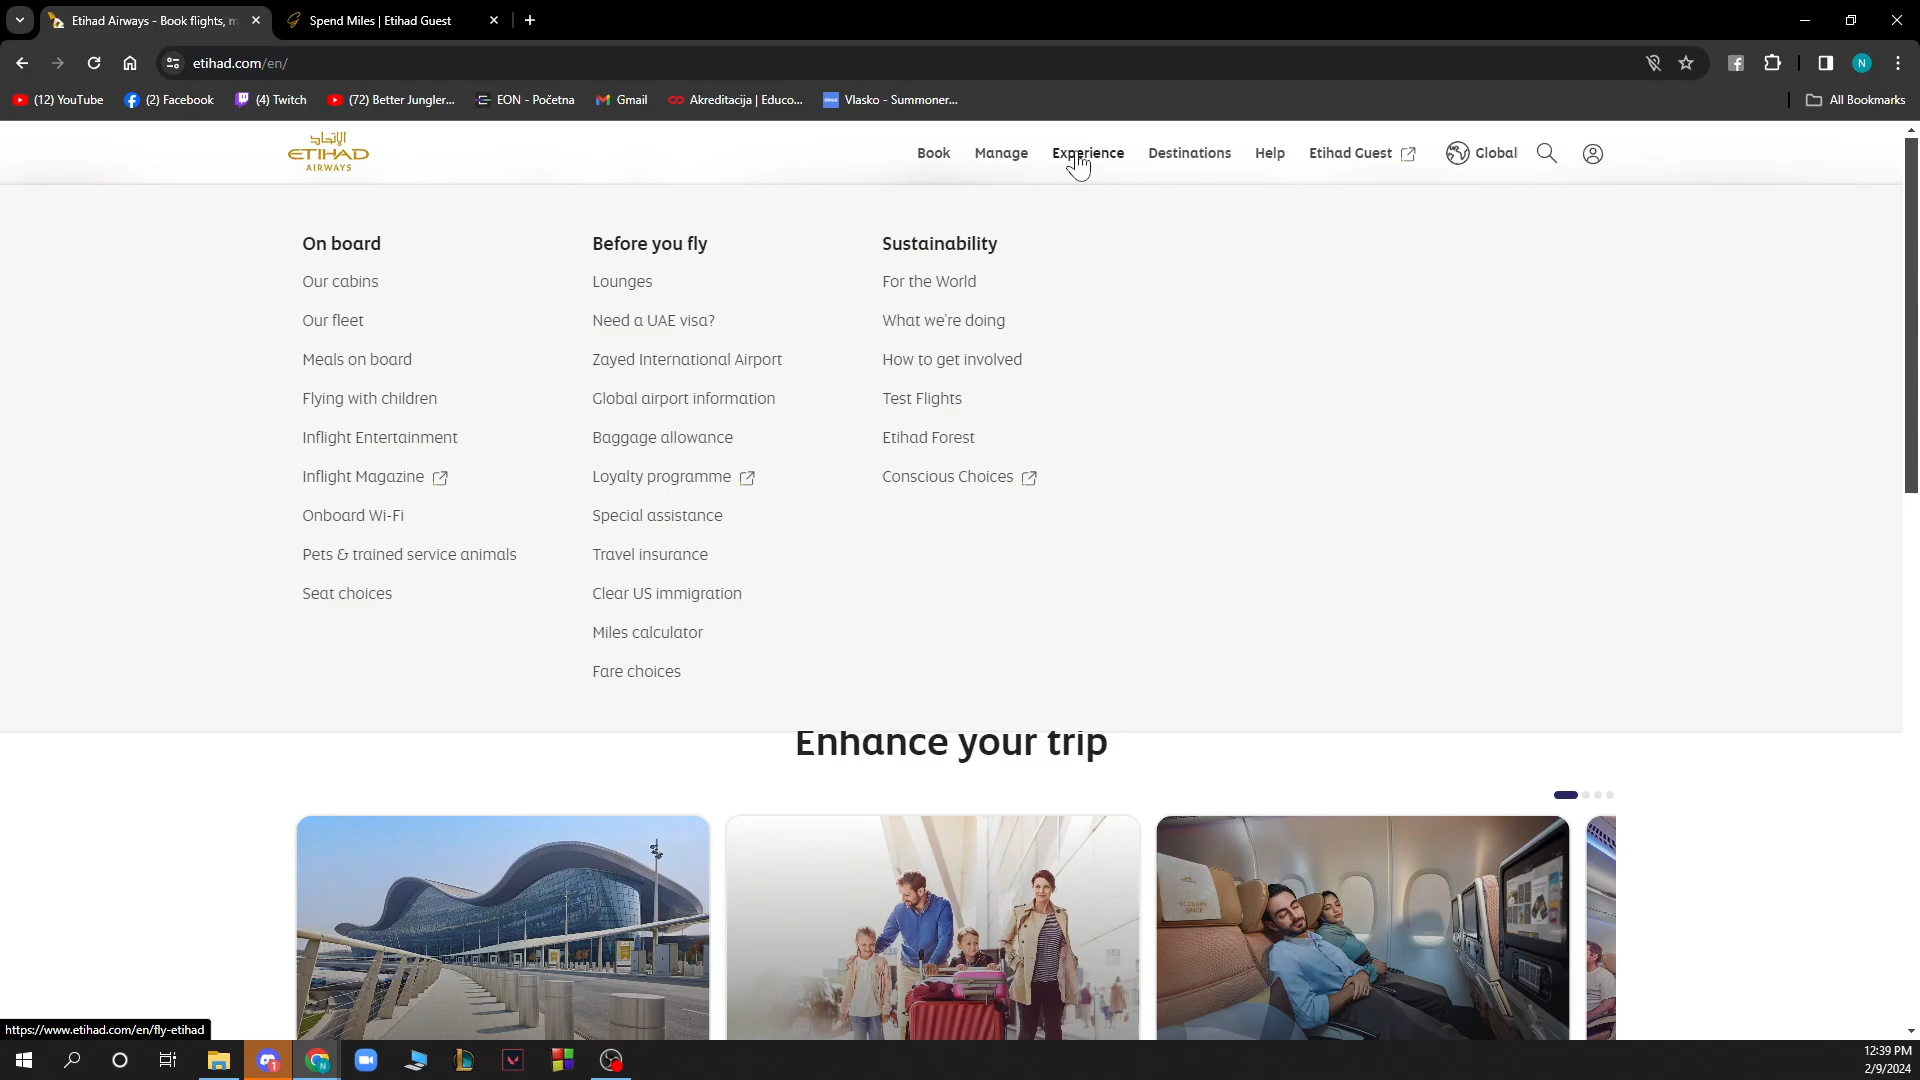 Etihad Airways - Book flights, m
Spend Miles | Etihad Guest
etihad.com/en/
(12) YouTube
(2) Facebook
(4) Twitch
(72) Better Jungler...
EON - Početna
Gmail
Akreditacija | Educo...
Vlasko - Summoner...
All Bookmarks
N
الإتحاد
ETIHAD
AIRWAYS
Book
Manage
Experience
Destinations
Help
Etihad Guest
Global
On board
Our cabins
Our fleet
Meals on board
Flying with children
Inflight Entertainment
Inflight Magazine
Onboard Wi-Fi
Pets & trained service animals
Seat choices
Before you fly
Lounges
Need a UAE visa?
Zayed International Airport
Global airport information
Baggage allowance
Loyalty programme
Special assistance
Travel insurance
Clear US immigration
Miles calculator
Fare choices
Sustainability
For the World
What we're doing
How to get involved
Test Flights
Etihad Forest
Conscious Choices
Enhance your trip
ECONOMY
SPACE
https://www.etihad.com/en/fly-etihad
12:39 PM
2/9/2024